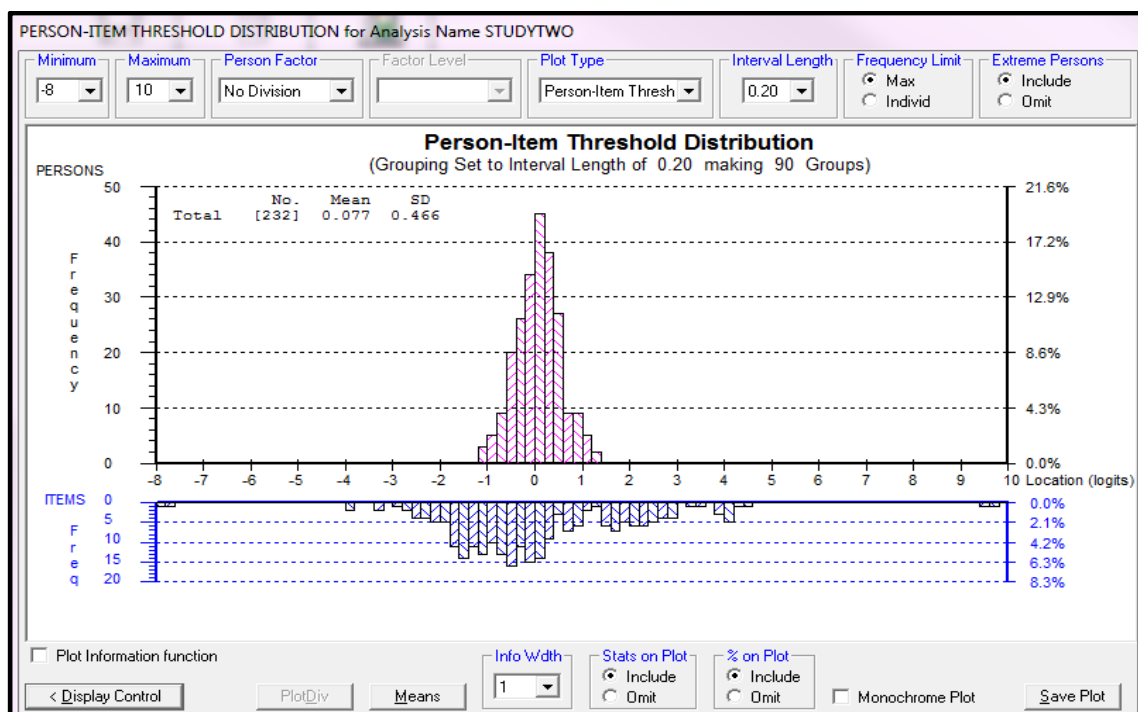 PERSON-ITEM THRESHOLD DISTRIBUTION for Analysis Name STUDYTWO
Minimum Maximum Person Factor Factor Level Plot Type Interval Length Frequency Limit Extreme Persons
-8 10 No Division Person-Item Thresh 0.20 Max Include
Individ Omit
Person-Item Threshold Distribution
(Grouping Set to Interval Length of 0.20 making 90 Groups)
PERSONS
No. Mean SD
Total [232] 0.077 0.466
50 21.6%
40 17.2%
30 12.9%
20 8.6%
10 4.3%
0 0.0%
Frequency
-8 -7 -6 -5 -4 -3 -2 -1 0 1 2 3 4 5 6 7 8 9 10 Location (logits)
ITEMS 0 0.0%
5 2.1%
10 4.2%
15 6.3%
20 8.3%
Freq
Plot Information function
Info Wdth Stats on Plot % on Plot
1 Include Include
Omit Omit
Monochrome Plot
< Display Control PlotDiv Means Save Plot